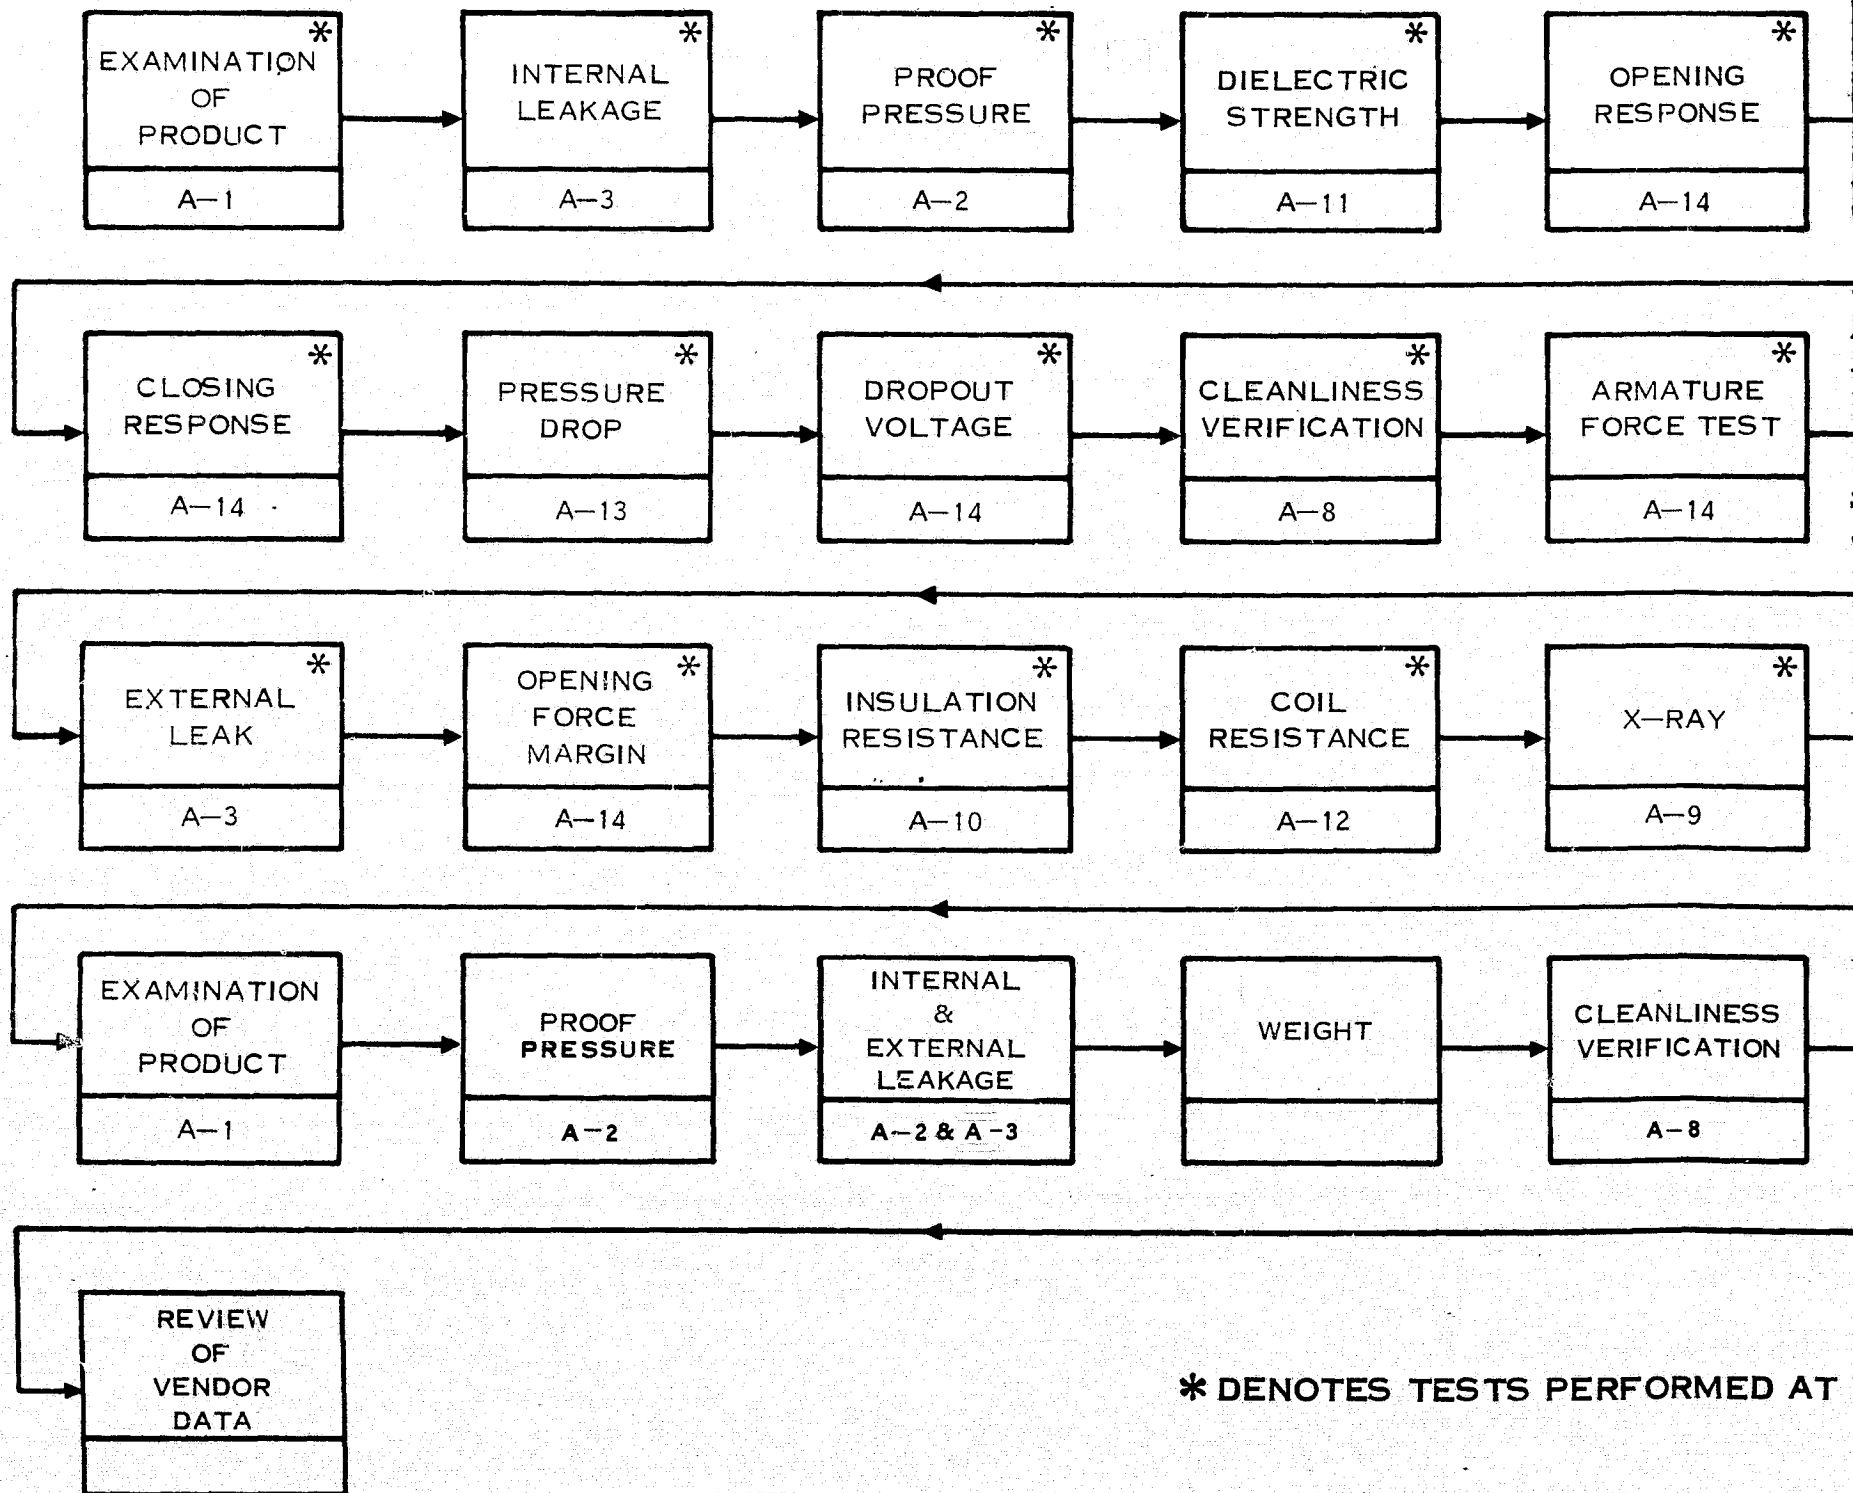 *
EXAMINATION
OF
PRODUCT
A-1
*
INTERNAL
LEAKAGE
A-3
*
PROOF
PRESSURE
A-2
*
DIELECTRIC
STRENGTH
A-11
*
OPENING
RESPONSE
A-14
*
CLOSING
RESPONSE
A-14
*
PRESSURE
DROP
A-13
*
DROPOUT
VOLTAGE
A-14
*
CLEANLINESS
VERIFICATION
A-8
*
ARMATURE
FORCE TEST
A-14
*
EXTERNAL
LEAK
A-3
*
OPENING
FORCE
MARGIN
A-14
*
INSULATION
RESISTANCE
A-10
*
COIL
RESISTANCE
A-12
*
X-RAY
A-9
EXAMINATION
OF
PRODUCT
A-1
PROOF
PRESSURE
A-2
INTERNAL
&
EXTERNAL
LEAKAGE
A-2 & A-3
WEIGHT
CLEANLINESS
VERIFICATION
A-8
REVIEW
OF
VENDOR
DATA
* DENOTES TESTS PERFORMED AT